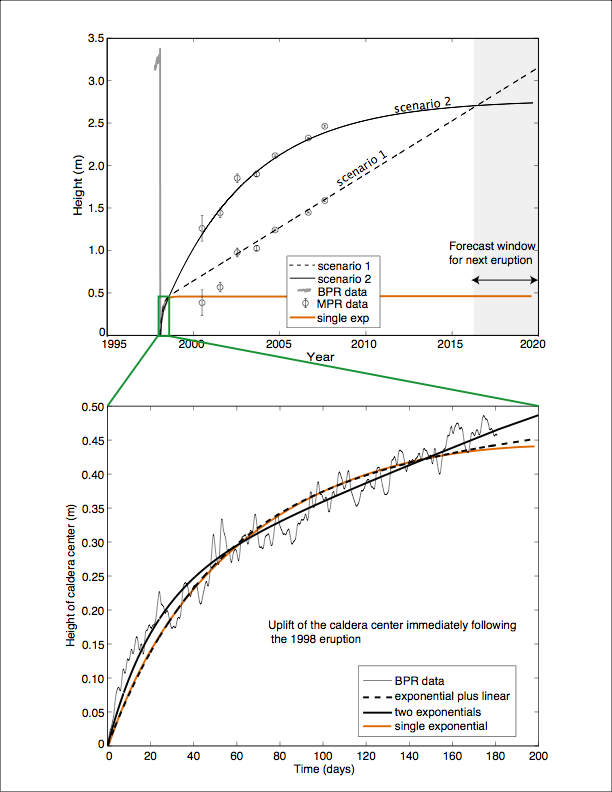 3.5
3.0
2.5
2.0
1.5
1.0
0.5
0
Height (m)
scenario 2
scenario 1
Forecast window
for next eruption
scenario 1
scenario 2
BPR data
MPR data
single exp
1995 2000 2005 2010 2015 2020
Year
0.50
0.45
0.40
0.35
0.30
0.25
0.20
0.15
0.10
0.05
0
Height of caldera center (m)
Uplift of the caldera center immediately following
the 1998 eruption
BPR data
exponential plus linear
two exponentials
single exponential
0 20 40 60 80 100 120 140 160 180 200
Time (days)